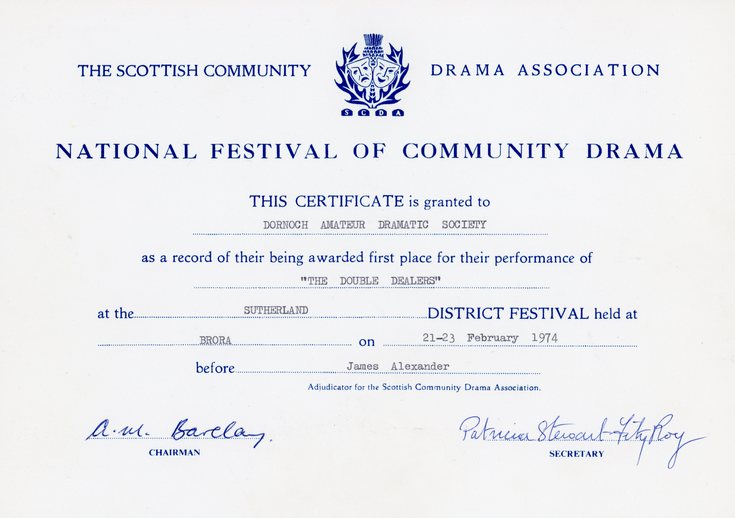 THE SCOTTISH COMMUNITY DRAMA ASSOCIATION
SCDA
NATIONAL FESTIVAL OF COMMUNITY DRAMA
THIS CERTIFICATE is granted to
DORNOCH AMATEUR DRAMATIC SOCIETY
as a record of their being awarded first place for their performance of
"THE DOUBLE DEALERS"
at the SUTHERLAND DISTRICT FESTIVAL held at
BRORA on 21-23 February 1974
before James Alexander
Adjudicator for the Scottish Community Drama Association.
A. M. Barclay. Patricia Stewart-FitzRoy
CHAIRMAN SECRETARY